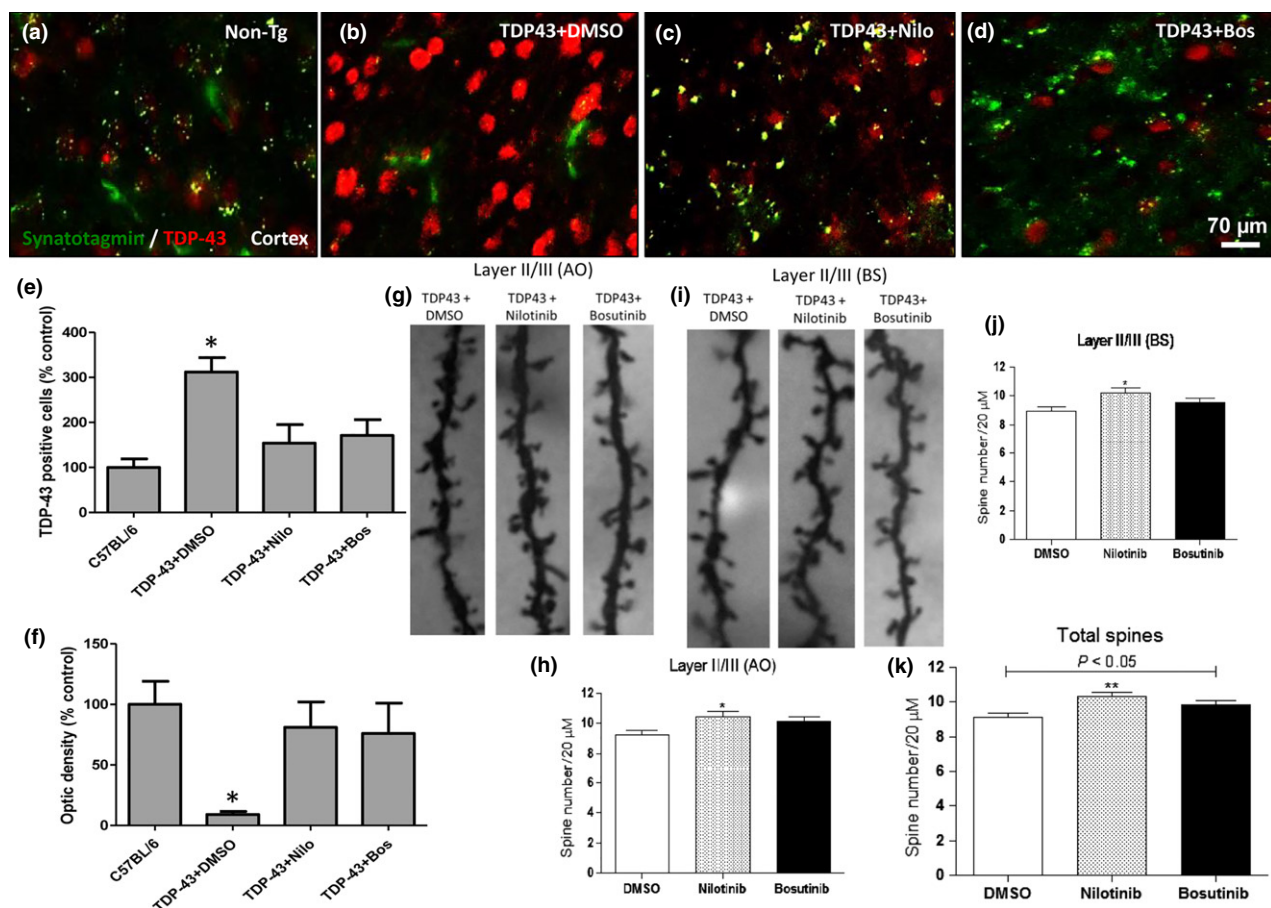 (a)
Non-Tg
Synatotagmin / TDP-43
Cortex
(b)
TDP43+DMSO
(c)
TDP43+Nilo
(d)
TDP43+Bos
70 µm
(e)
TDP-43 positive cells (% control)
400
300
200
100
0
C57BL/6
TDP-43+DMSO
TDP-43+Nilo
TDP-43+Bos
*
(f)
Optic density (% control)
150
100
50
0
C57BL/6
TDP-43+DMSO
TDP-43+Nilo
TDP-43+Bos
*
Layer II/III (AO)
(g)
TDP43 +
DMSO
TDP43 +
Nilotinib
TDP43+
Bosutinib
Layer II/III (BS)
(i)
TDP43 +
DMSO
TDP43 +
Nilotinib
TDP43+
Bosutinib
(h)
Layer II/III (AO)
Spine number/20 µM
12
10
8
6
4
2
0
*
DMSO
Nilotinib
Bosutinib
(j)
Layer II/III (BS)
Spine number/20 µM
12
10
8
6
4
2
0
*
DMSO
Nilotinib
Bosutinib
(k)
Total spines
P < 0.05
**
Spine number/20 µM
12
10
8
6
4
2
0
DMSO
Nilotinib
Bosutinib